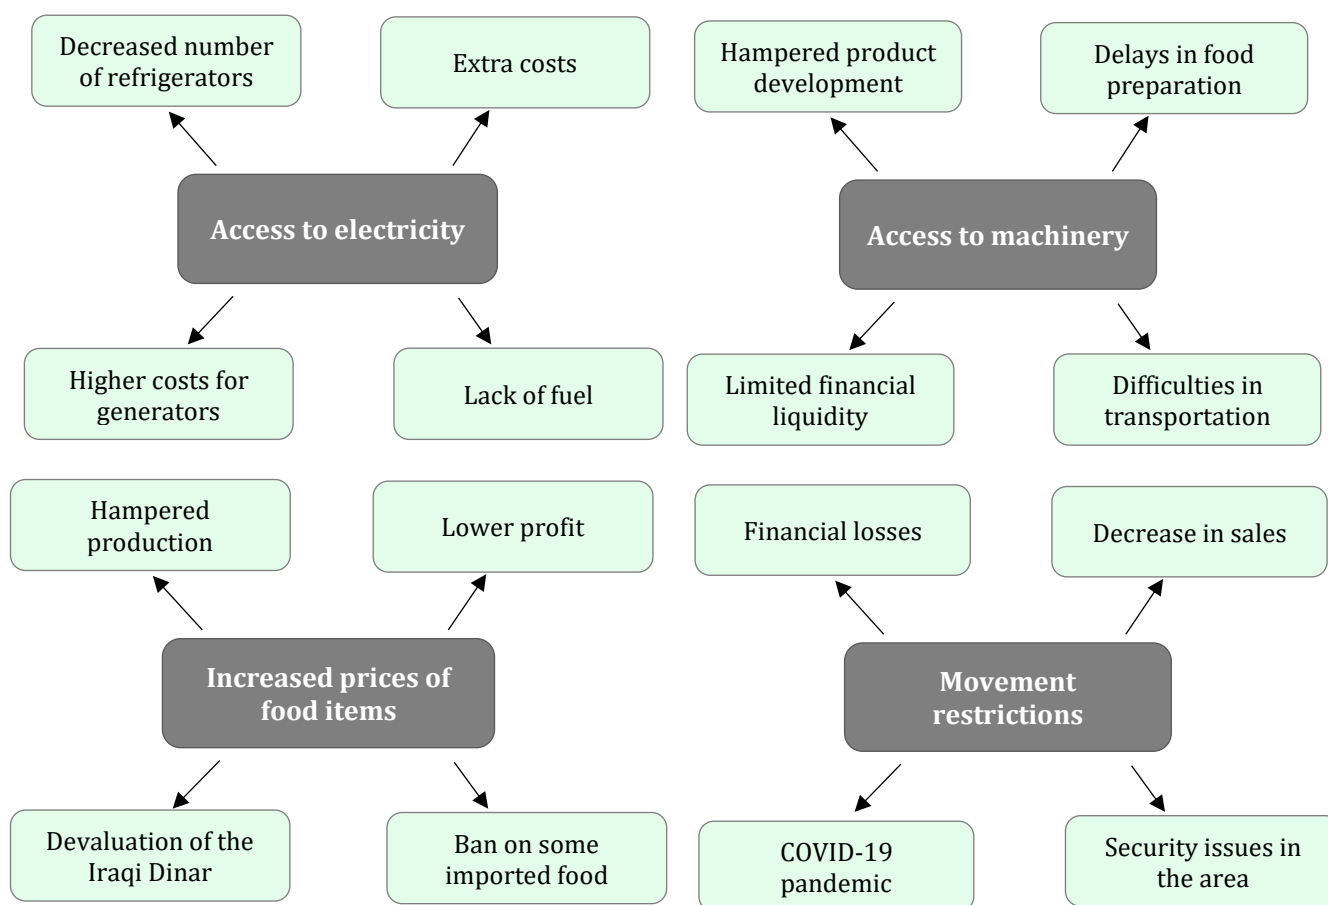 Decreased number
of refrigerators
Extra costs
Access to electricity
Higher costs for
generators
Lack of fuel
Hampered product
development
Delays in food
preparation
Access to machinery
Limited financial
liquidity
Difficulties in
transportation
Hampered
production
Lower profit
Increased prices of
food items
Devaluation of the
Iraqi Dinar
Ban on some
imported food
Financial losses
Decrease in sales
Movement
restrictions
COVID-19
pandemic
Security issues in
the area